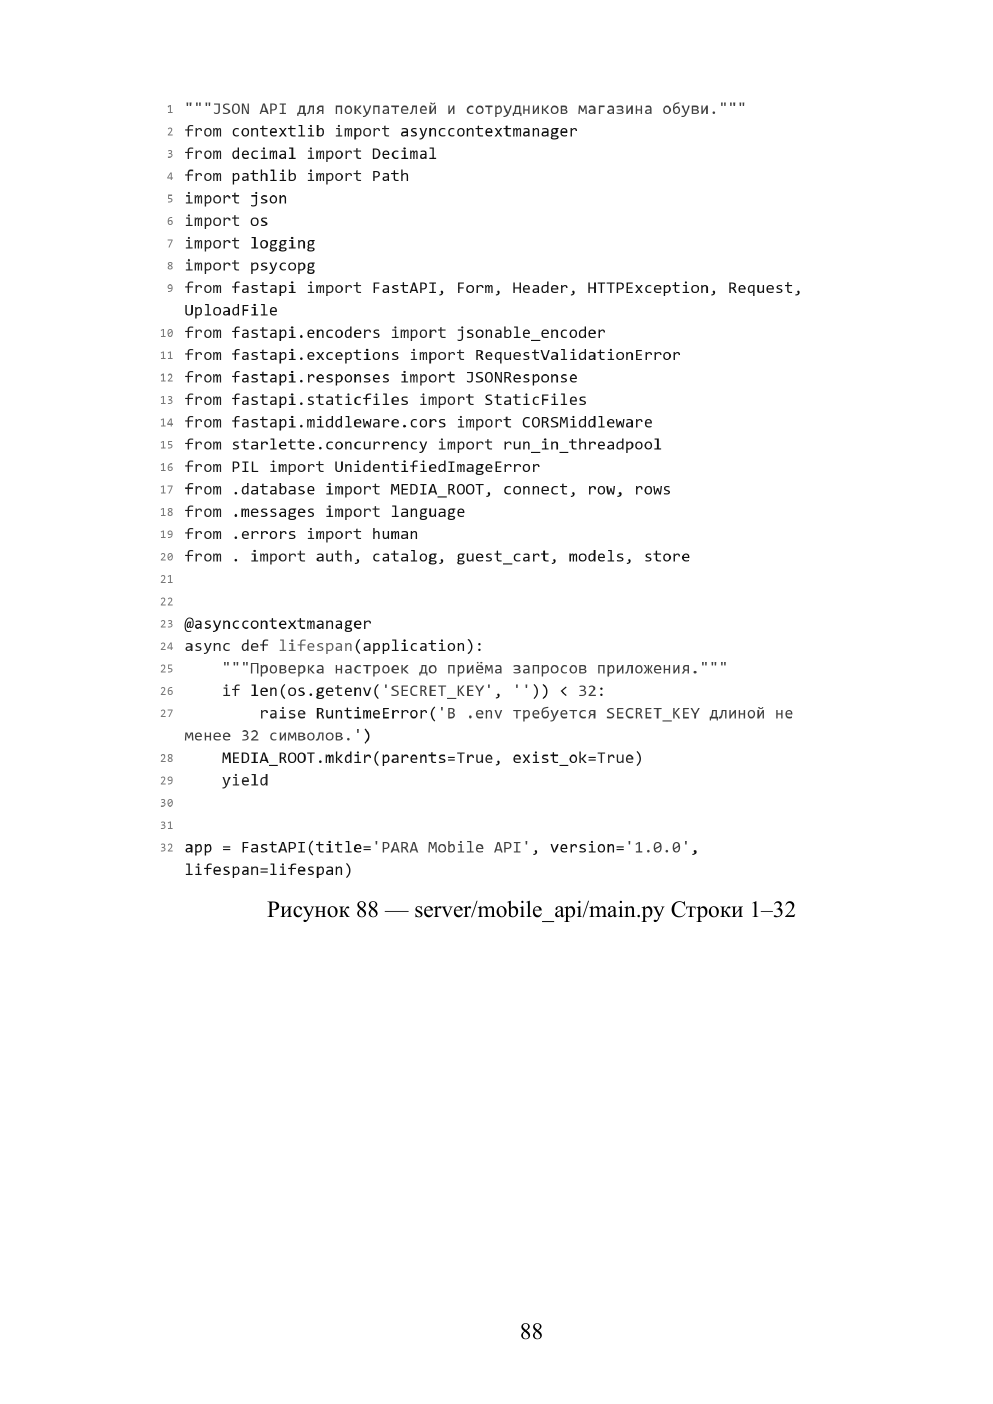 1 """JSON API для покупателей и сотрудников магазина обуви."""
2 from contextlib import asynccontextmanager
3 from decimal import Decimal
4 from pathlib import Path
5 import json
6 import os
7 import logging
8 import psycopg
9 from fastapi import FastAPI, Form, Header, HTTPException, Request,
UploadFile
10 from fastapi.encoders import jsonable_encoder
11 from fastapi.exceptions import RequestValidationError
12 from fastapi.responses import JSONResponse
13 from fastapi.staticfiles import StaticFiles
14 from fastapi.middleware.cors import CORSMiddleware
15 from starlette.concurrency import run_in_threadpool
16 from PIL import UnidentifiedImageError
17 from .database import MEDIA_ROOT, connect, row, rows
18 from .messages import language
19 from .errors import human
20 from . import auth, catalog, guest_cart, models, store
21
22
23 @asynccontextmanager
24 async def lifespan(application):
25     """Проверка настроек до приёма запросов приложения."""
26     if len(os.getenv('SECRET_KEY', '')) < 32:
27         raise RuntimeError('В .env требуется SECRET_KEY длиной не
менее 32 символов.')
28     MEDIA_ROOT.mkdir(parents=True, exist_ok=True)
29     yield
30
31
32 app = FastAPI(title='PARA Mobile API', version='1.0.0',
lifespan=lifespan)
Рисунок 88 — server/mobile_api/main.py Строки 1–32
88